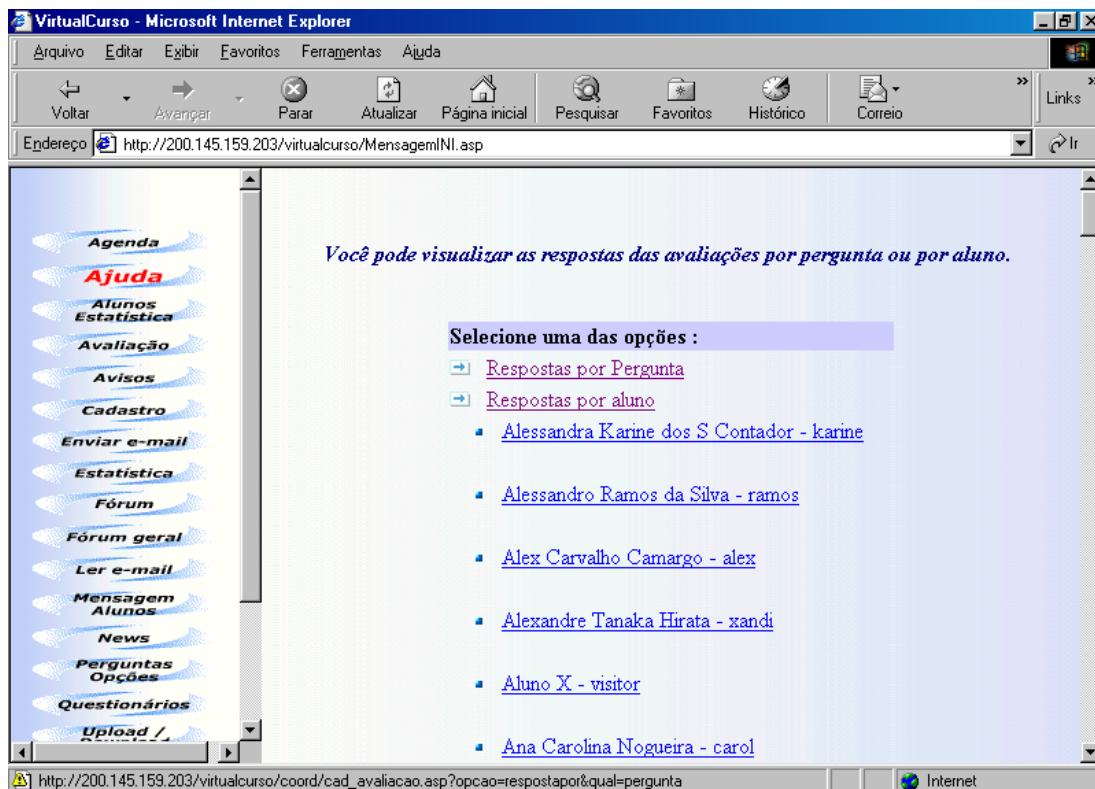 VirtualCurso - Microsoft Internet Explorer
Arquivo Editar Exibir Favoritos Ferramentas Ajuda
Voltar Avançar Parar Atualizar Página inicial Pesquisar Favoritos Histórico Correio » Links »
Endereço http://200.145.159.203/virtualcurso/MensagemINI.asp Ir
Agenda
Ajuda
Alunos
Estatística
Avaliação
Avisos
Cadastro
Enviar e-mail
Estatística
Fórum
Fórum geral
Ler e-mail
Mensagem
Alunos
News
Perguntas
Opções
Questionários
Upload /
Download
Você pode visualizar as respostas das avaliações por pergunta ou por aluno.
Selecione uma das opções :
Respostas por Pergunta
Respostas por aluno
Alessandra Karine dos S Contador - karine
Alessandro Ramos da Silva - ramos
Alex Carvalho Camargo - alex
Alexandre Tanaka Hirata - xandi
Aluno X - visitor
Ana Carolina Nogueira - carol
http://200.145.159.203/virtualcurso/coord/cad_avaliacao.asp?opcao=respostapor&qual=pergunta Internet